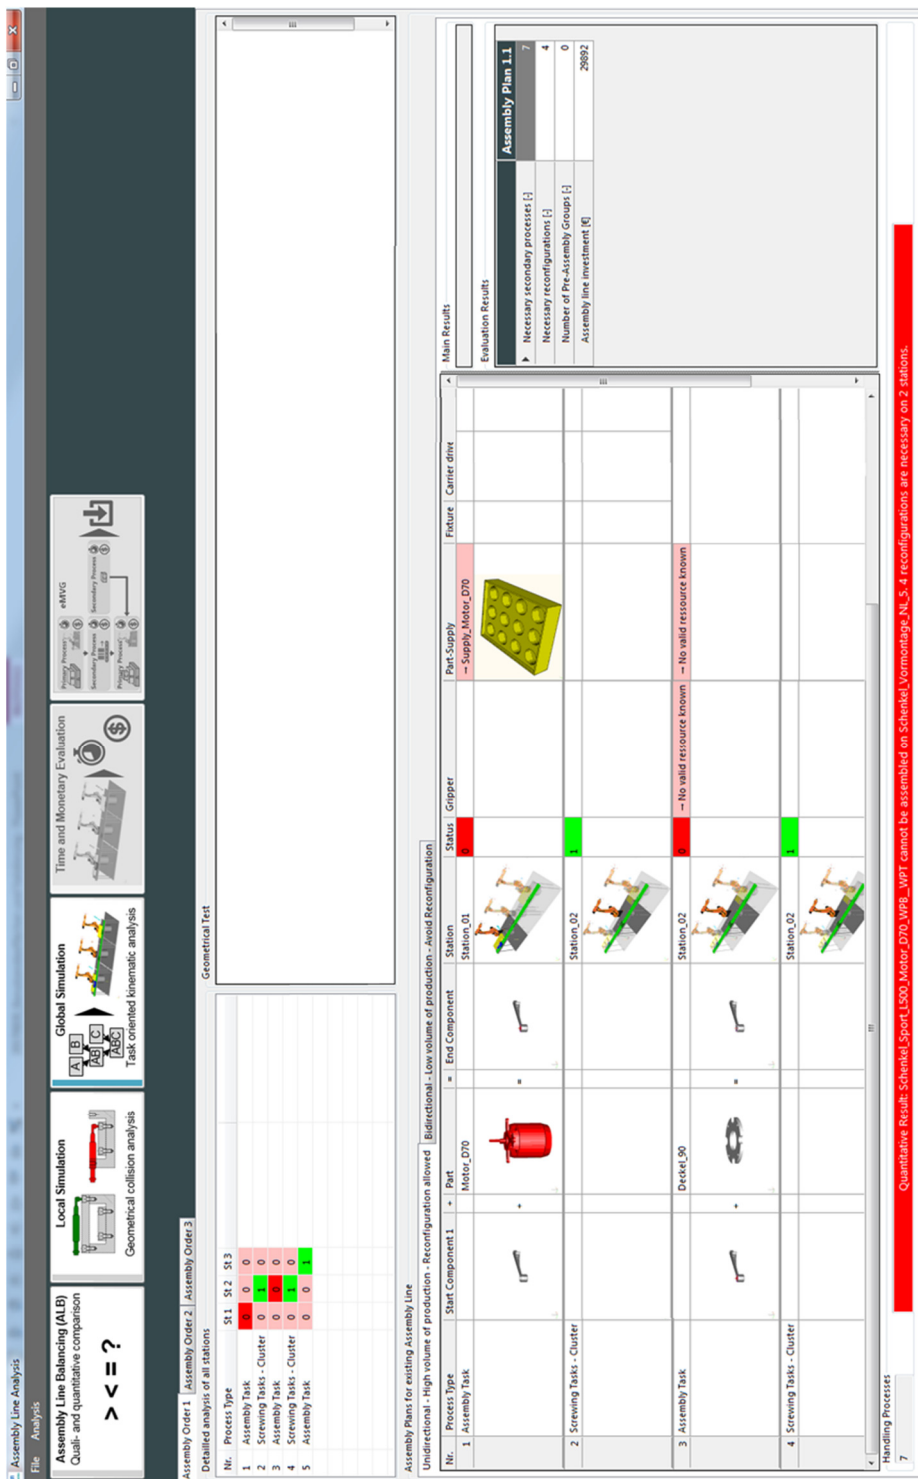 Assembly Line Analysis
File Analysis
Assembly Line Balancing (ALB)
Quali- and quantitative comparison
> < = ?
Local Simulation
Geometrical collision analysis
Global Simulation
A B
AB C
ABC
Task oriented kinematic analysis
Time and Monetary Evaluation
eMVG
Primary Process
Secondary Process
Secondary Process
Primary Process
Assembly Order 1 Assembly Order 2 Assembly Order 3
Detailled analysis of all stations
Nr. Process Type St 1 St 2 St 3
1 Assembly Task 0 0 0
2 Screwing Tasks - Cluster 0 1 0
3 Assembly Task 0 0 0
4 Screwing Tasks - Cluster 0 1 0
5 Assembly Task 0 0 1
Geometrical Test
Assembly Plans for existing Assembly Line
Unidirectional - High volume of production - Reconfiguration allowed Bidirectional - Low volume of production - Avoid Reconfiguration
Nr. Process Type Start Component 1 + Part = End Component Station Status Gripper Part-Supply Fixture Carrier drive
1 Assembly Task + Motor_D70 = Station_01 0 → Supply_Motor_D70
2 Screwing Tasks - Cluster Station_02 1
3 Assembly Task + Deckel_90 = Station_02 0 → No valid ressource known → No valid ressource known
4 Screwing Tasks - Cluster Station_02 1
Main Results
Evaluation Results
Assembly Plan 1.1
Necessary secondary processes [-] 7
Necessary reconfigurations [-] 4
Number of Pre-Assembly Groups [-] 0
Assembly line investment [€] 29892
Handling Processes
7
Quantitative Result: Schenkel_Sport_L500_Motor_D70_WPB_WPT cannot be assembled on Schenkel_Vormontage_NL_5. 4 reconfigurations are necessary on 2 stations.